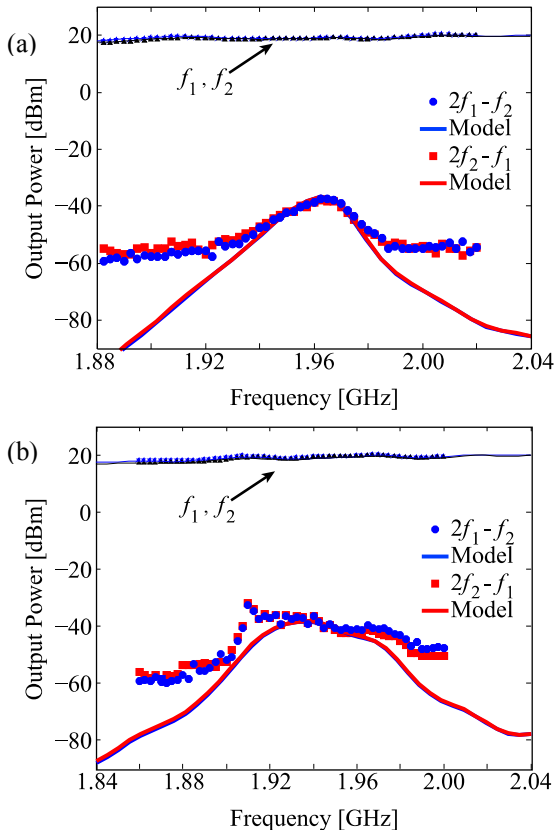 (a)
20
0
−20
−40
−60
−80
Output Power [dBm]
f1, f2
2f1-f2
Model
2f2-f1
Model
1.88
1.92
1.96
2.00
2.04
Frequency [GHz]
(b)
20
0
−20
−40
−60
−80
Output Power [dBm]
f1, f2
2f1-f2
Model
2f2-f1
Model
1.84
1.88
1.92
1.96
2.00
2.04
Frequency [GHz]